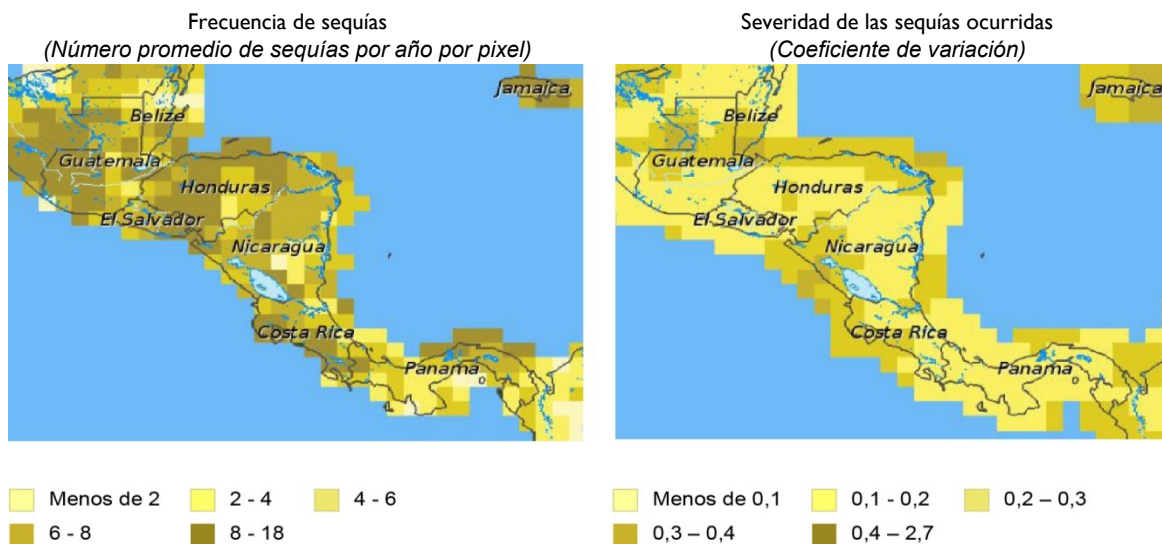 Frecuencia de sequías
(Número promedio de sequías por año por pixel)
Jamaica
Belize
Guatemala
Honduras
El Salvador
Nicaragua
Costa Rica
Panama
Menos de 2
2 - 4
4 - 6
6 - 8
8 - 18
Severidad de las sequías ocurridas
(Coeficiente de variación)
Jamaica
Belize
Guatemala
Honduras
El Salvador
Nicaragua
Costa Rica
Panama
Menos de 0,1
0,1 - 0,2
0,2 – 0,3
0,3 – 0,4
0,4 – 2,7